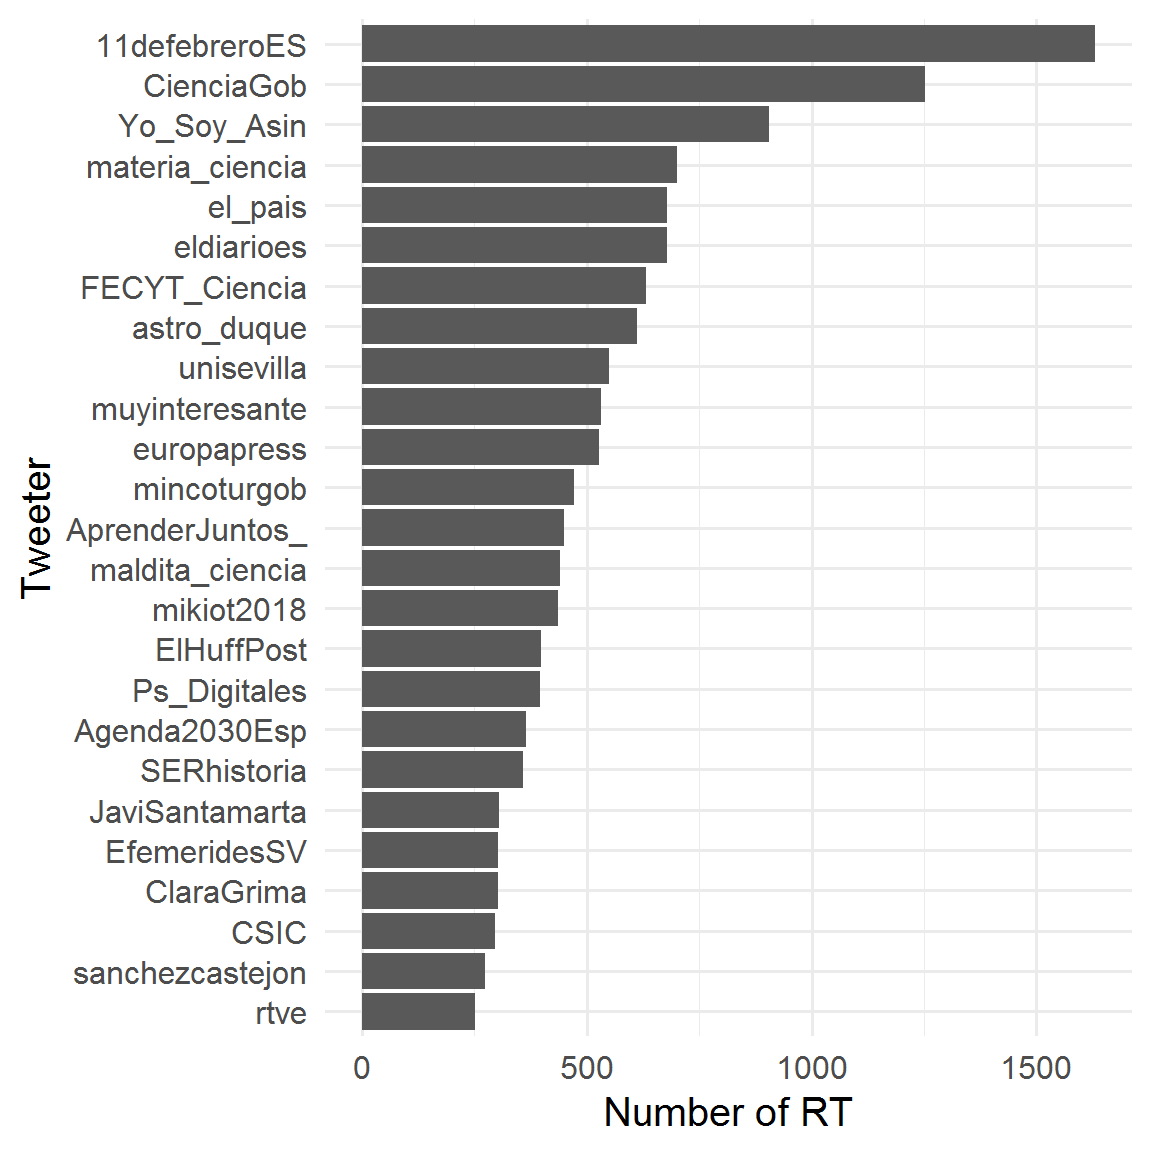 11defebreroES
CienciaGob
Yo_Soy_Asin
materia_ciencia
el_pais
eldiarioes
FECYT_Ciencia
astro_duque
unisevilla
muyinteresante
europapress
mincoturgob
AprenderJuntos_
maldita_ciencia
mikiot2018
ElHuffPost
Ps_Digitales
Agenda2030Esp
SERhistoria
JaviSantamarta
EfemeridesSV
ClaraGrima
CSIC
sanchezcastejon
rtve
Tweeter
0 500 1000 1500
Number of RT